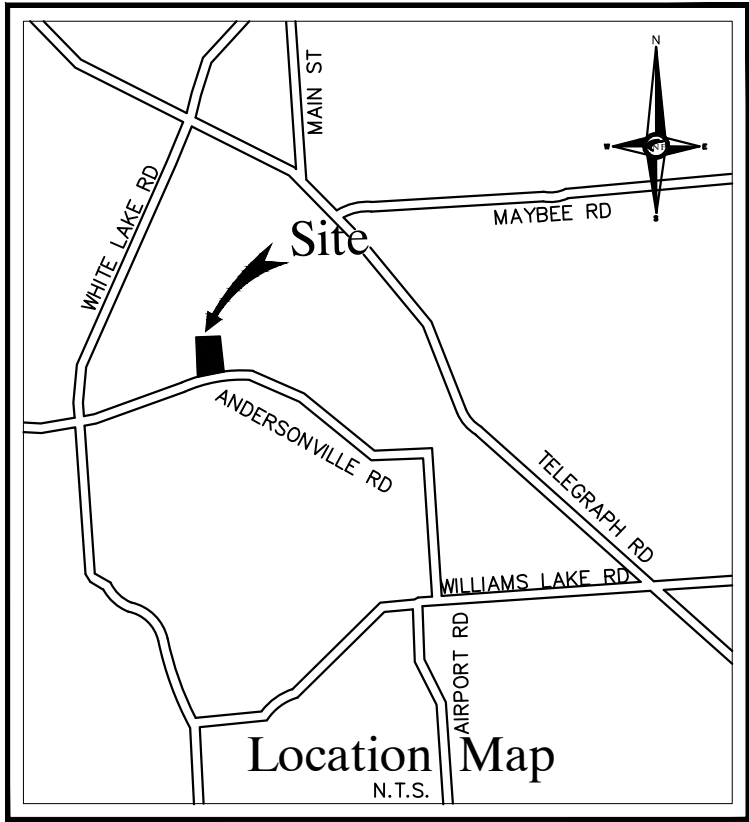 N
MAIN ST
W
E
S
WHITE LAKE RD
MAYBEE RD
Site
ANDERSONVILLE RD
TELEGRAPH RD
WILLIAMS LAKE RD
AIRPORT RD
Location Map
N.T.S.